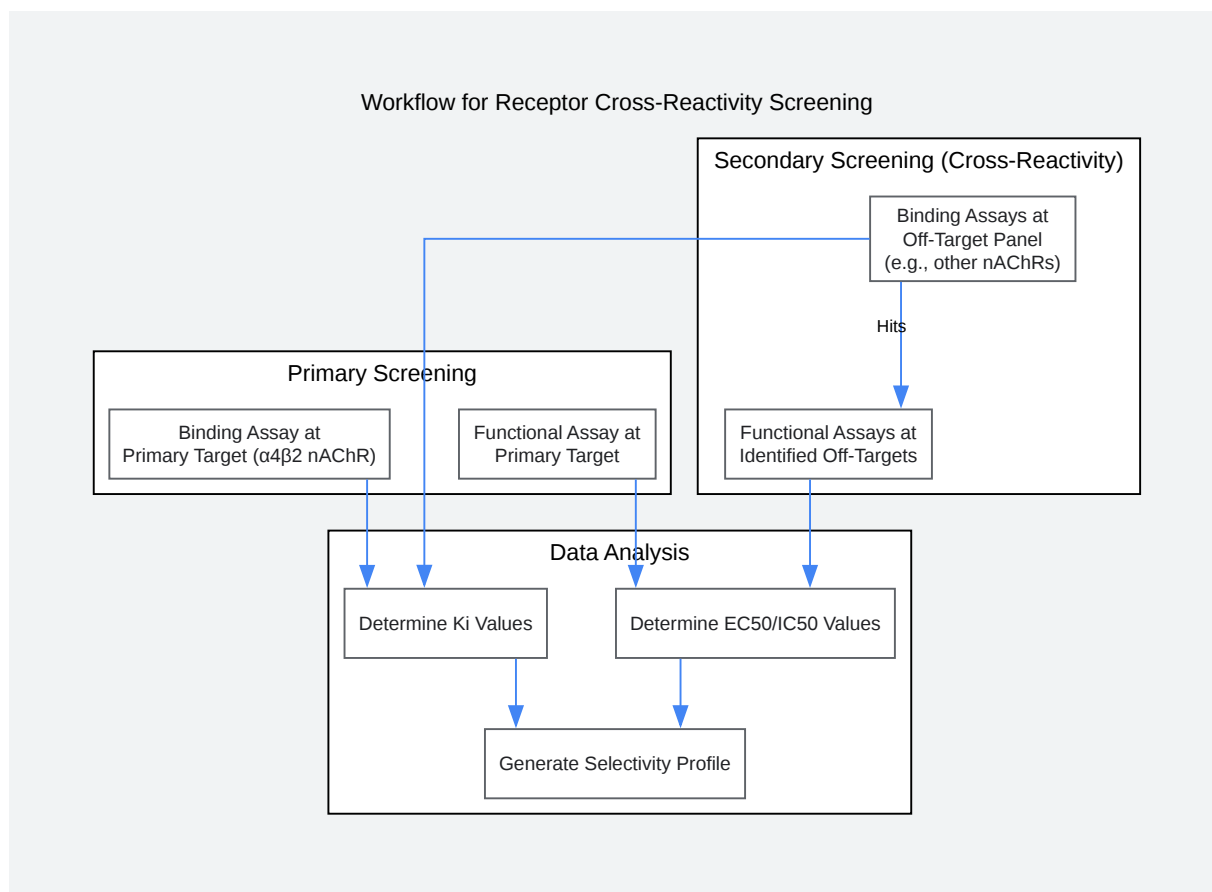 Workflow for Receptor Cross-Reactivity Screening
Secondary Screening (Cross-Reactivity)
Binding Assays at
Off-Target Panel
(e.g., other nAChRs)
Hits
Primary Screening
Binding Assay at
Primary Target (α4β2 nAChR)
Functional Assay at
Primary Target
Functional Assays at
Identified Off-Targets
Data Analysis
Determine Ki Values
Determine EC50/IC50 Values
Generate Selectivity Profile